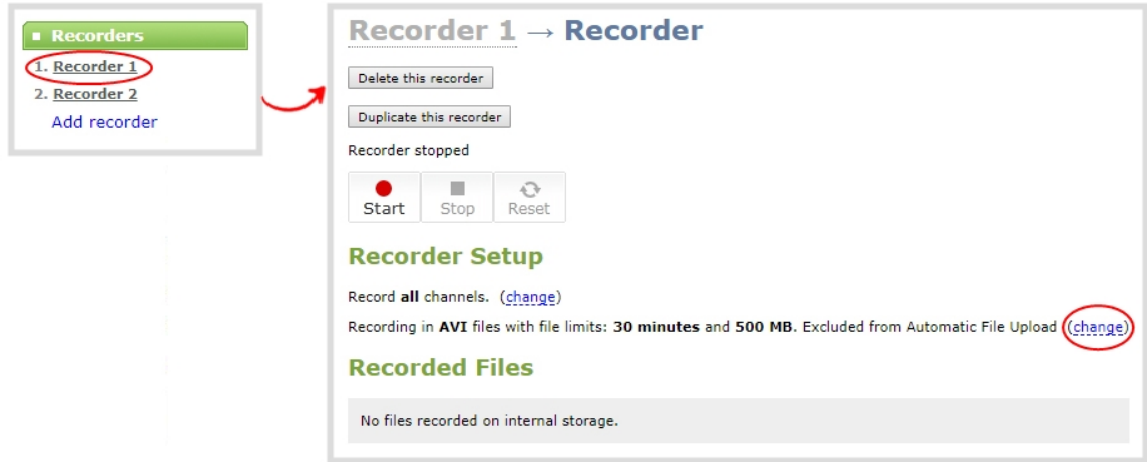 Recorders
1. Recorder 1
2. Recorder 2
Add recorder
Recorder 1 → Recorder
Delete this recorder
Duplicate this recorder
Recorder stopped
Start Stop Reset
Recorder Setup
Record all channels. (change)
Recording in AVI files with file limits: 30 minutes and 500 MB. Excluded from Automatic File Upload (change)
Recorded Files
No files recorded on internal storage.